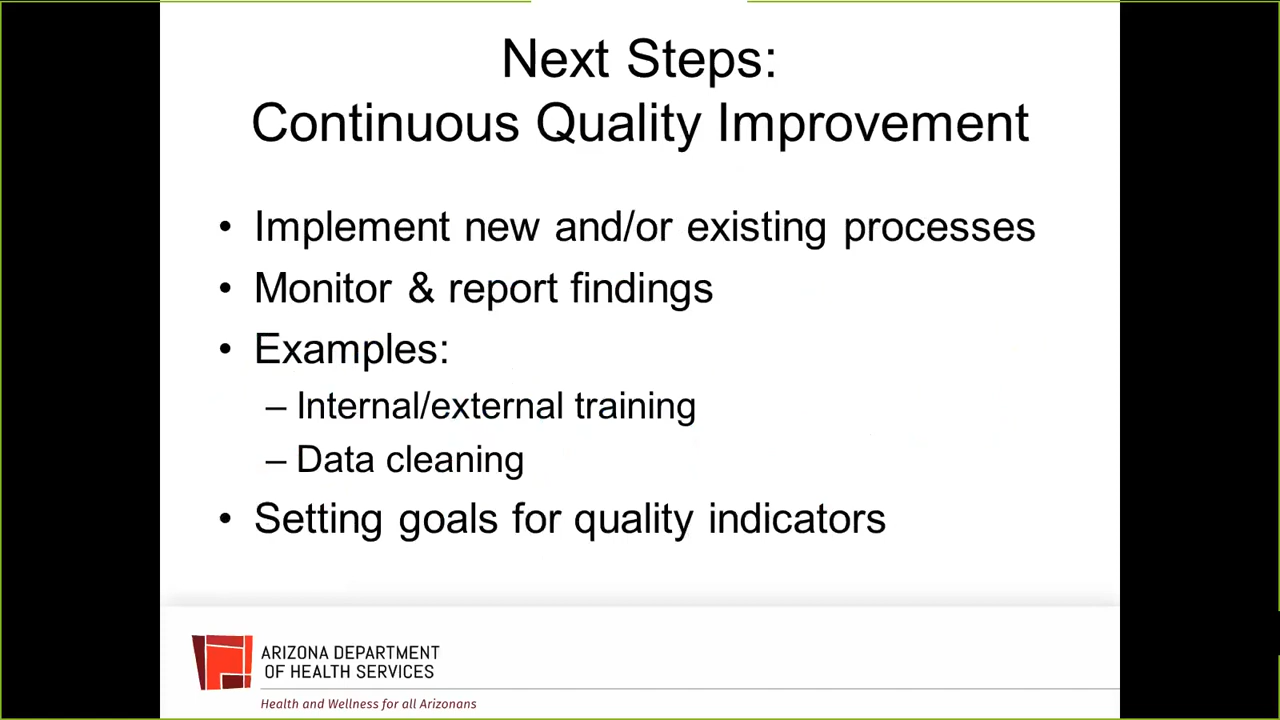 Next Steps:
Continuous Quality Improvement
• Implement new and/or existing processes
• Monitor & report findings
• Examples:
– Internal/external training
– Data cleaning
• Setting goals for quality indicators
ARIZONA DEPARTMENT
OF HEALTH SERVICES
Health and Wellness for all Arizonans